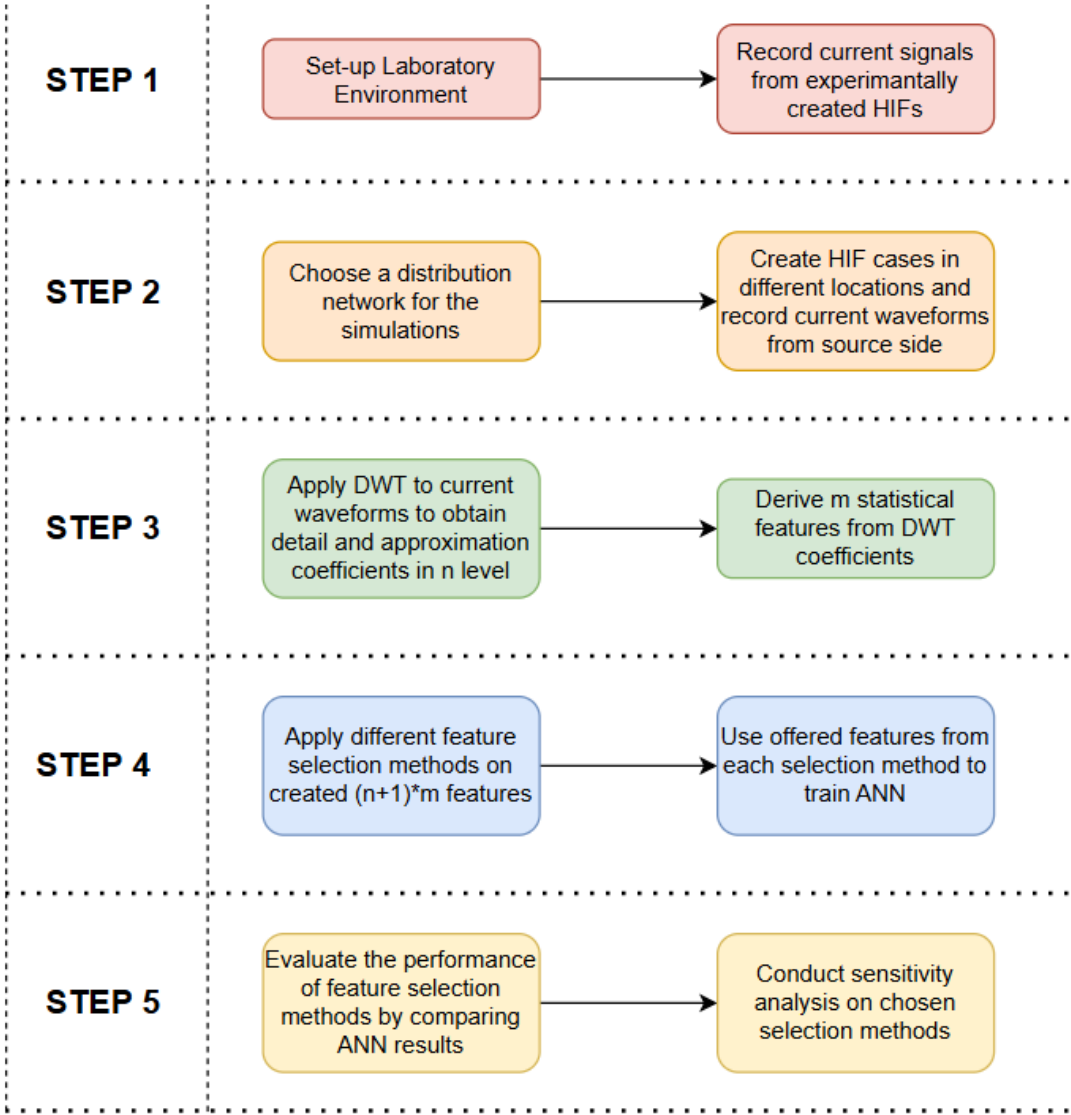 STEP 1
Set-up Laboratory
Environment
Record current signals
from experimantally
created HIFs
STEP 2
Choose a distribution
network for the
simulations
Create HIF cases in
different locations and
record current waveforms
from source side
STEP 3
Apply DWT to current
waveforms to obtain
detail and approximation
coefficients in n level
Derive m statistical
features from DWT
coefficients
STEP 4
Apply different feature
selection methods on
created (n+1)*m features
Use offered features from
each selection method to
train ANN
STEP 5
Evaluate the performance
of feature selection
methods by comparing
ANN results
Conduct sensitivity
analysis on chosen
selection methods